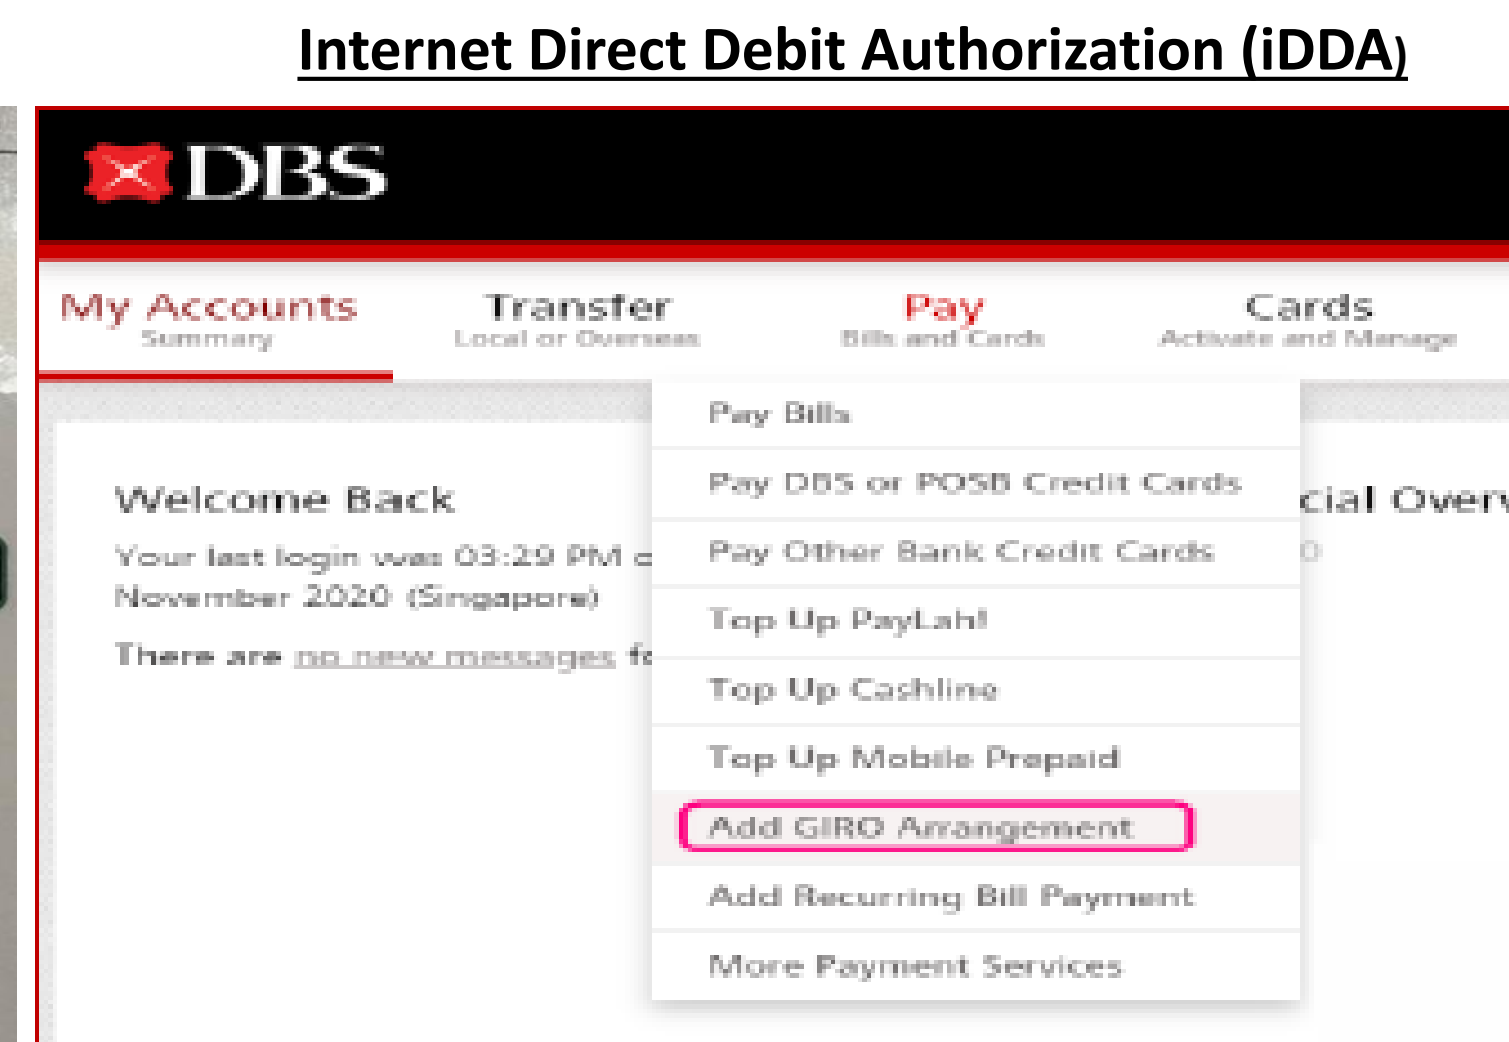 Internet Direct Debit Authorization (iDDA)
DBS
My Accounts
Summary
Transfer
Local or Overseas
Pay
Bills and Cards
Cards
Activate and Manage
Pay Bills
Pay DBS or POSB Credit Cards
Pay Other Bank Credit Cards
Top Up PayLah!
Top Up Cashline
Top Up Mobile Prepaid
Add GIRO Arrangement
Add Recurring Bill Payment
More Payment Services
Welcome Back
Your last login was 03:29 PM
November 2020 (Singapore)
There are no new messages